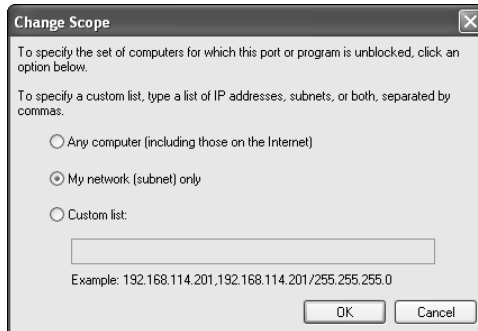 Change Scope
To specify the set of computers for which this port or program is unblocked, click an
option below.
To specify a custom list, type a list of IP addresses, subnets, or both, separated by
commas.
Any computer (including those on the Internet)
My network (subnet) only
Custom list:
Example: 192.168.114.201,192.168.114.201/255.255.255.0
OK
Cancel